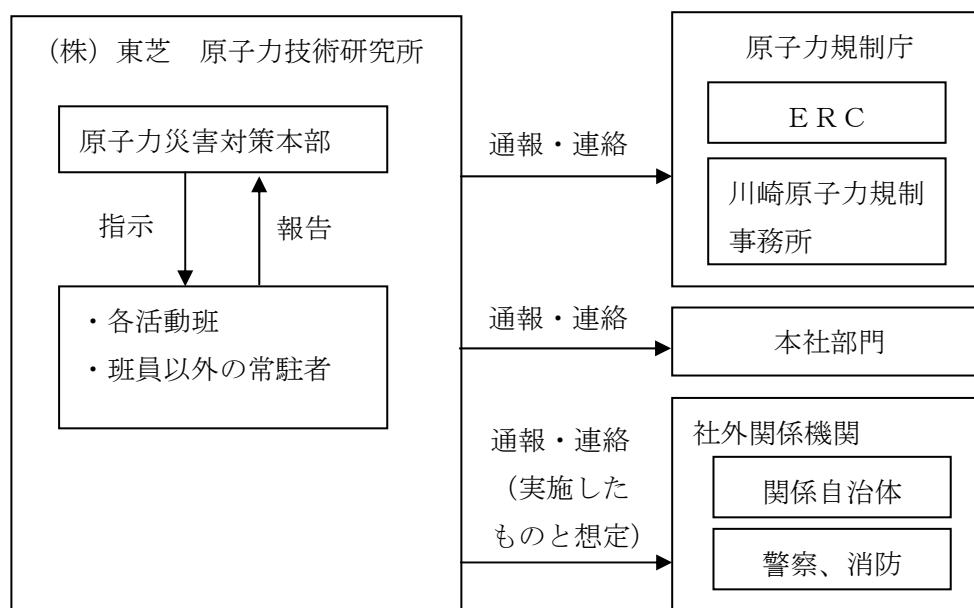 （株）東芝　原子力技術研究所
原子力災害対策本部
指示
報告
・各活動班
・班員以外の常駐者
通報・連絡
原子力規制庁
ＥＲＣ
川崎原子力規制
事務所
通報・連絡
本社部門
通報・連絡
（実施した
ものと想定）
社外関係機関
関係自治体
警察、消防